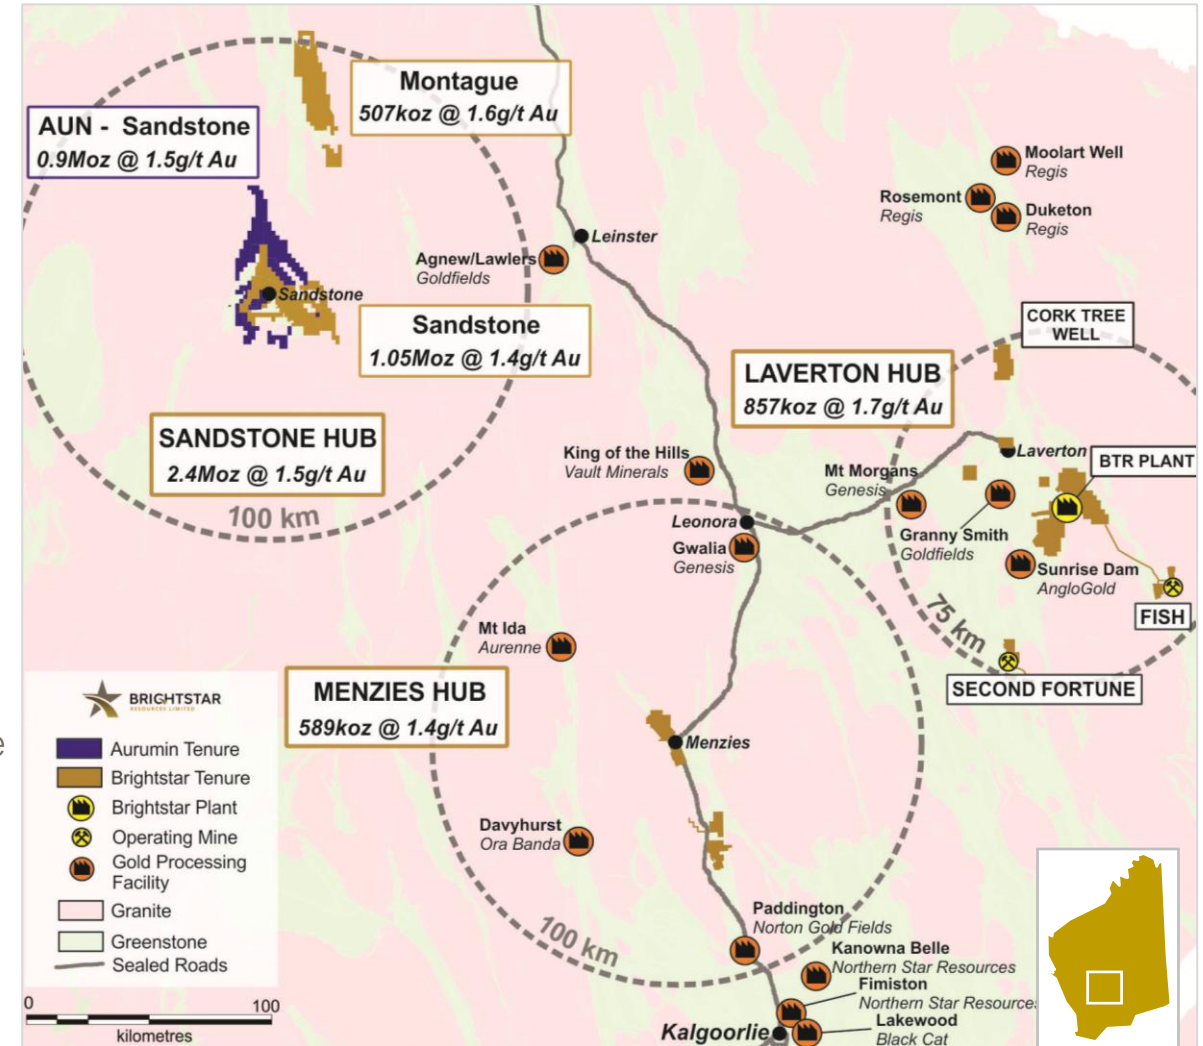 Montague
507koz @ 1.6g/t Au
AUN - Sandstone
0.9Moz @ 1.5g/t Au
Moolart Well
Regis
Rosemont
Regis
Duketon
Regis
Leinster
Agnew/Lawlers
Goldfields
Sandstone
Sandstone
1.05Moz @ 1.4g/t Au
CORK TREE
WELL
LAVERTON HUB
857koz @ 1.7g/t Au
SANDSTONE HUB
2.4Moz @ 1.5g/t Au
100 km
King of the Hills
Vault Minerals
Laverton
BTR PLANT
Mt Morgans
Genesis
Leonora
Granny Smith
Goldfields
Gwalia
Genesis
Sunrise Dam
AngloGold
75 km
FISH
Mt Ida
Aurenne
SECOND FORTUNE
MENZIES HUB
589koz @ 1.4g/t Au
Menzies
BRIGHTSTAR
RESOURCES LIMITED
e
Aurumin Tenure
Brightstar Tenure
Brightstar Plant
Operating Mine
Gold Processing
Facility
Granite
Greenstone
Sealed Roads
0 100
kilometres
Davyhurst
Ora Banda
100 km
Paddington
Norton Gold Fields
Kanowna Belle
Northern Star Resources
Fimiston
Northern Star Resources
Lakewood
Black Cat
Kalgoorlie